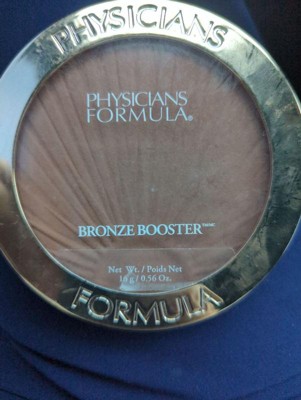 PHYSICIANS
PHYSICIANS
FORMULA®
BRONZE BOOSTER™
Net Wt. / Poids Net
16 g / 0.56 Oz.
FORMULA